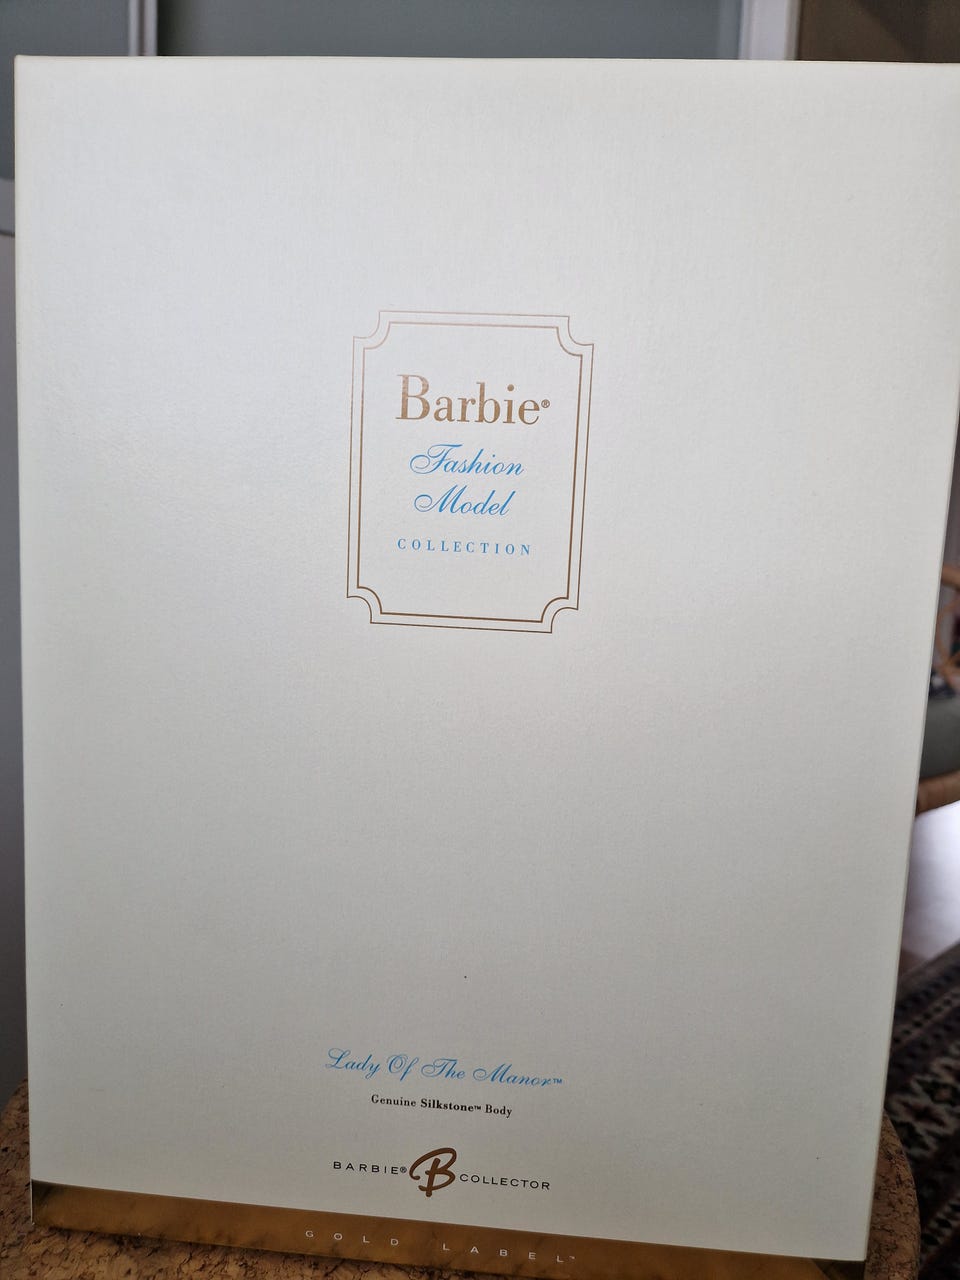 Barbie®
Fashion
Model
COLLECTION
Lady Of The Manor™
Genuine Silkstone™ Body
BARBIE® B COLLECTOR
GOLD LABEL™